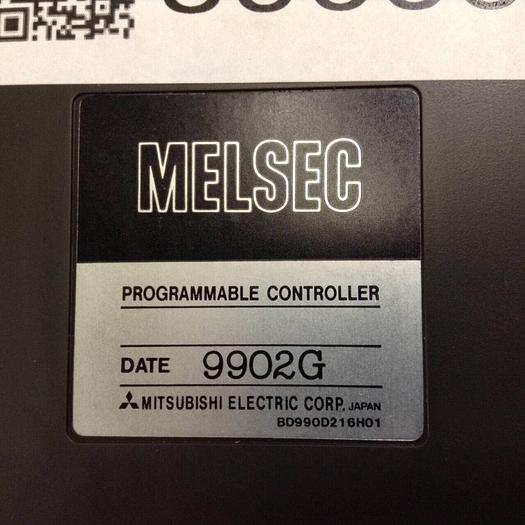 MELSEC
PROGRAMMABLE CONTROLLER
DATE 9902G
MITSUBISHI ELECTRIC CORP. JAPAN
BD990D216H01